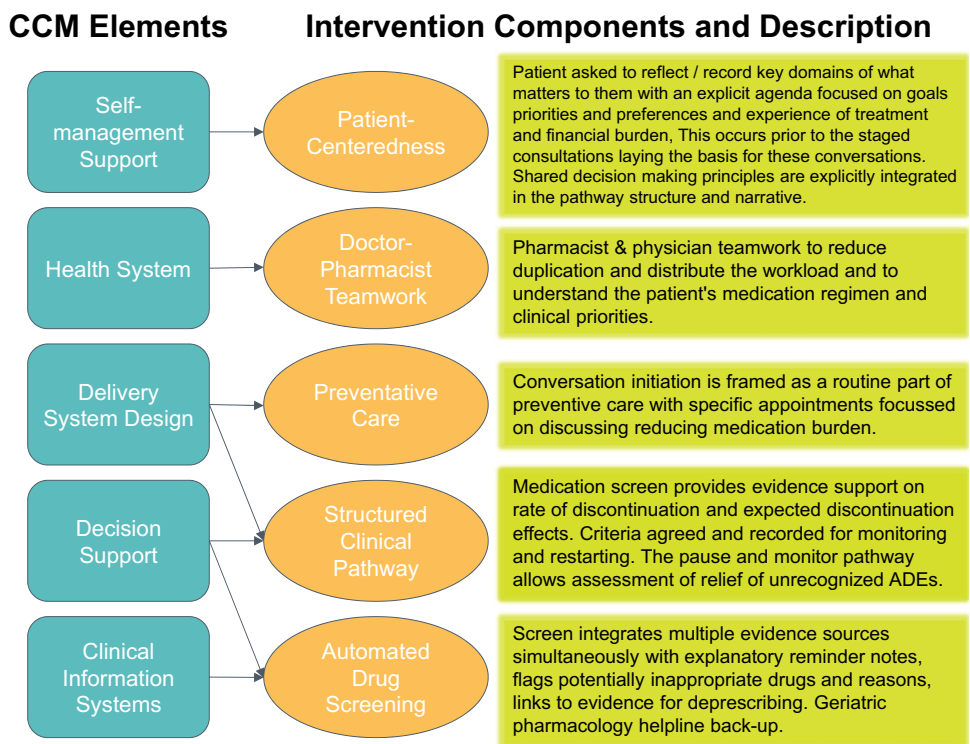 CCM Elements
Intervention Components and Description
Self-
management
Support
Patient-
Centeredness
Patient asked to reflect / record key domains of what
matters to them with an explicit agenda focused on goals
priorities and preferences and experience of treatment
and financial burden, This occurs prior to the staged
consultations laying the basis for these conversations.
Shared decision making principles are explicitly integrated
in the pathway structure and narrative.
Health System
Doctor-
Pharmacist
Teamwork
Pharmacist & physician teamwork to reduce
duplication and distribute the workload and to
understand the patient's medication regimen and
clinical priorities.
Delivery
System Design
Preventative
Care
Conversation initiation is framed as a routine part of
preventive care with specific appointments focussed
on discussing reducing medication burden.
Decision
Support
Structured
Clinical
Pathway
Medication screen provides evidence support on
rate of discontinuation and expected discontinuation
effects. Criteria agreed and recorded for monitoring
and restarting. The pause and monitor pathway
allows assessment of relief of unrecognized ADEs.
Clinical
Information
Systems
Automated
Drug
Screening
Screen integrates multiple evidence sources
simultaneously with explanatory reminder notes,
flags potentially inappropriate drugs and reasons,
links to evidence for deprescribing. Geriatric
pharmacology helpline back-up.